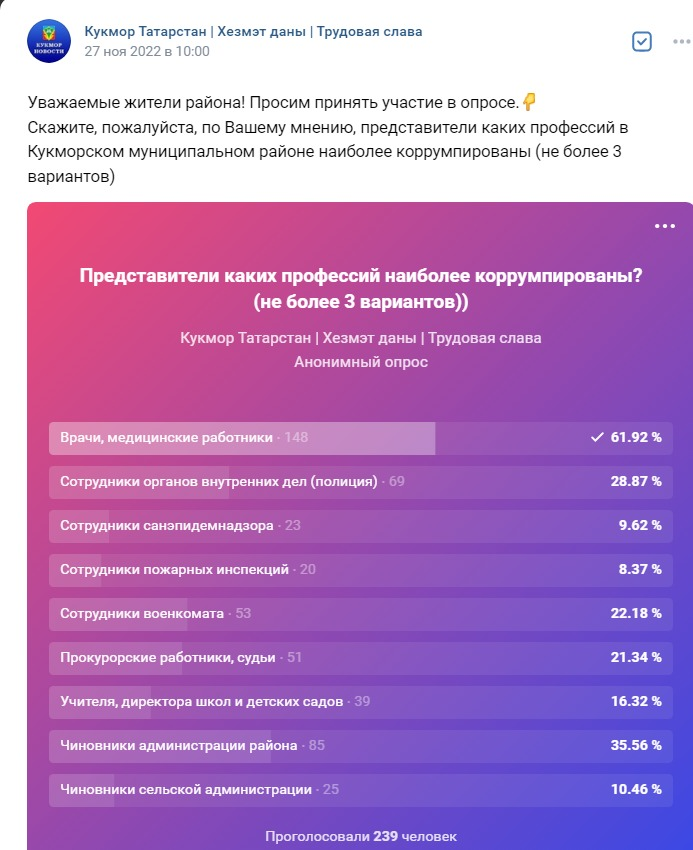 Кукмор Татарстан | Хезмэт даны | Трудовая слава
27 ноя 2022 в 10:00
КУКМОР
НОВОСТИ
Уважаемые жители района! Просим принять участие в опросе.👇
Скажите, пожалуйста, по Вашему мнению, представители каких профессий в
Кукморском муниципальном районе наиболее коррумпированы (не более 3
вариантов)
Представители каких профессий наиболее коррумпированы?
(не более 3 вариантов))
Кукмор Татарстан | Хезмэт даны | Трудовая слава
Анонимный опрос
Врачи, медицинские работники · 148 61.92 %
Сотрудники органов внутренних дел (полиция) · 69 28.87 %
Сотрудники санэпидемнадзора · 23 9.62 %
Сотрудники пожарных инспекций · 20 8.37 %
Сотрудники военкомата · 53 22.18 %
Прокурорские работники, судьи · 51 21.34 %
Учителя, директора школ и детских садов · 39 16.32 %
Чиновники администрации района · 85 35.56 %
Чиновники сельской администрации · 25 10.46 %
Проголосовали 239 человек